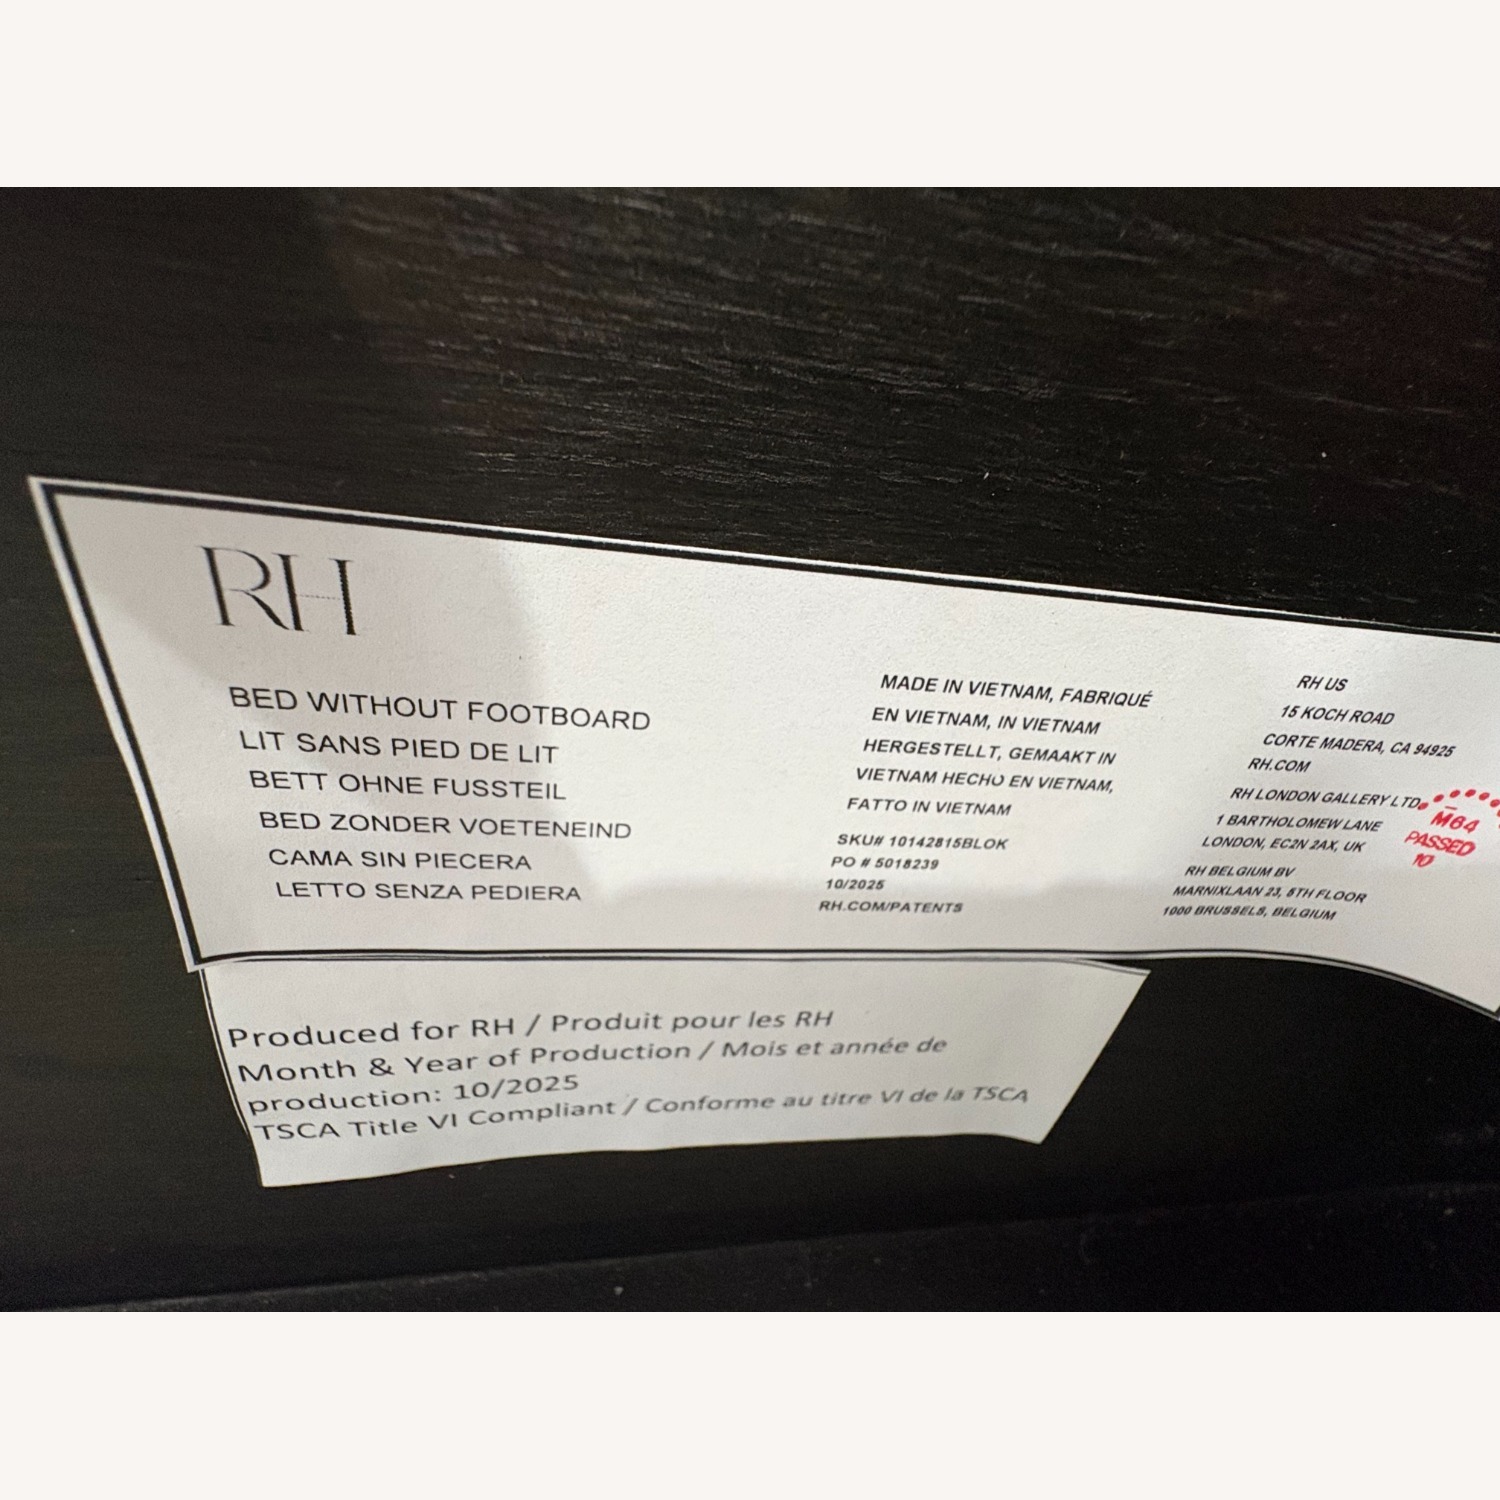 RH
BED WITHOUT FOOTBOARD
LIT SANS PIED DE LIT
BETT OHNE FUSSTEIL
BED ZONDER VOETENEIND
CAMA SIN PIECERA
LETTO SENZA PEDIERA
MADE IN VIETNAM, FABRIQUÉ
EN VIETNAM, IN VIETNAM
HERGESTELLT, GEMAAKT IN
VIETNAM HECHO EN VIETNAM,
FATTO IN VIETNAM
SKU# 10142815BLOK
PO # 5018239
10/2025
RH.COM/PATENTS
RH US
15 KOCH ROAD
CORTE MADERA, CA 94925
RH.COM
RH LONDON GALLERY LTD.
1 BARTHOLOMEW LANE
LONDON, EC2N 2AX, UK
RH BELGIUM BV
MARNIXLAAN 23, 5TH FLOOR
1000 BRUSSELS, BELGIUM
M64
PASSED
10
Produced for RH / Produit pour les RH
Month & Year of Production / Mois et année de
production: 10/2025
TSCA Title VI Compliant / Conforme au titre VI de la TSCA